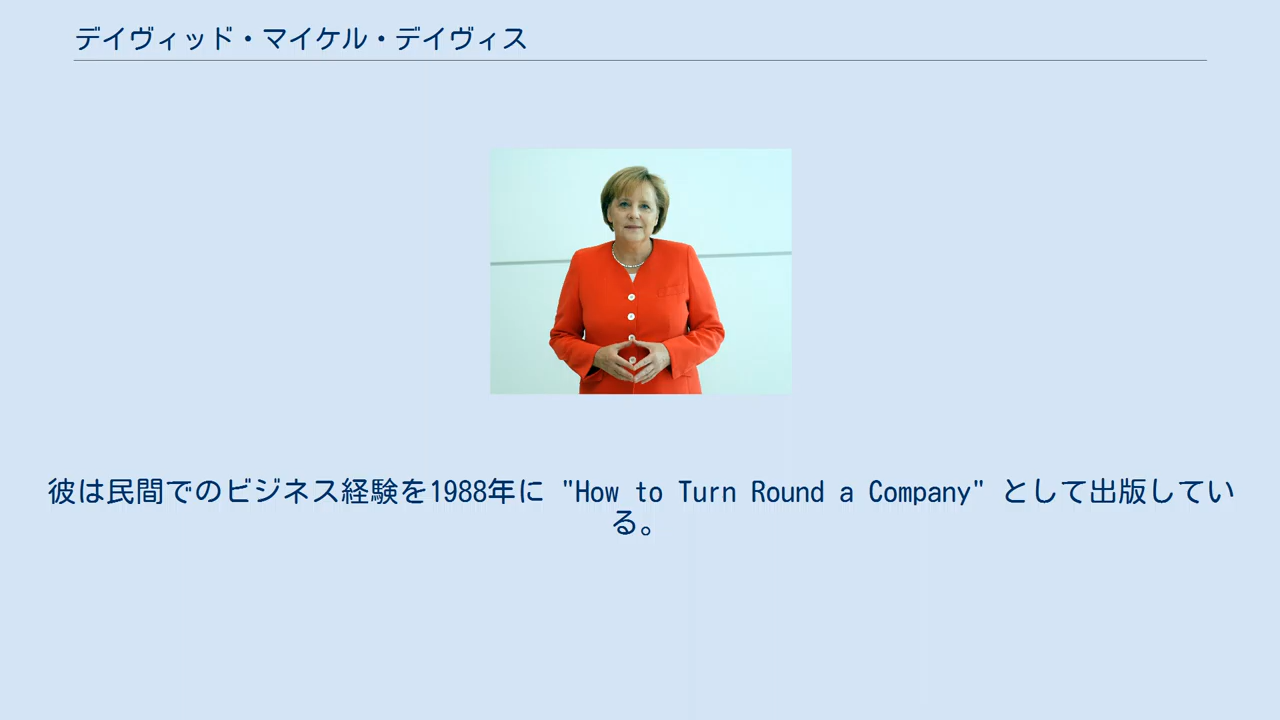 デイヴィッド・マイケル・デイヴィス
彼は民間でのビジネス経験を1988年に "How to Turn Round a Company" として出版してい
る。